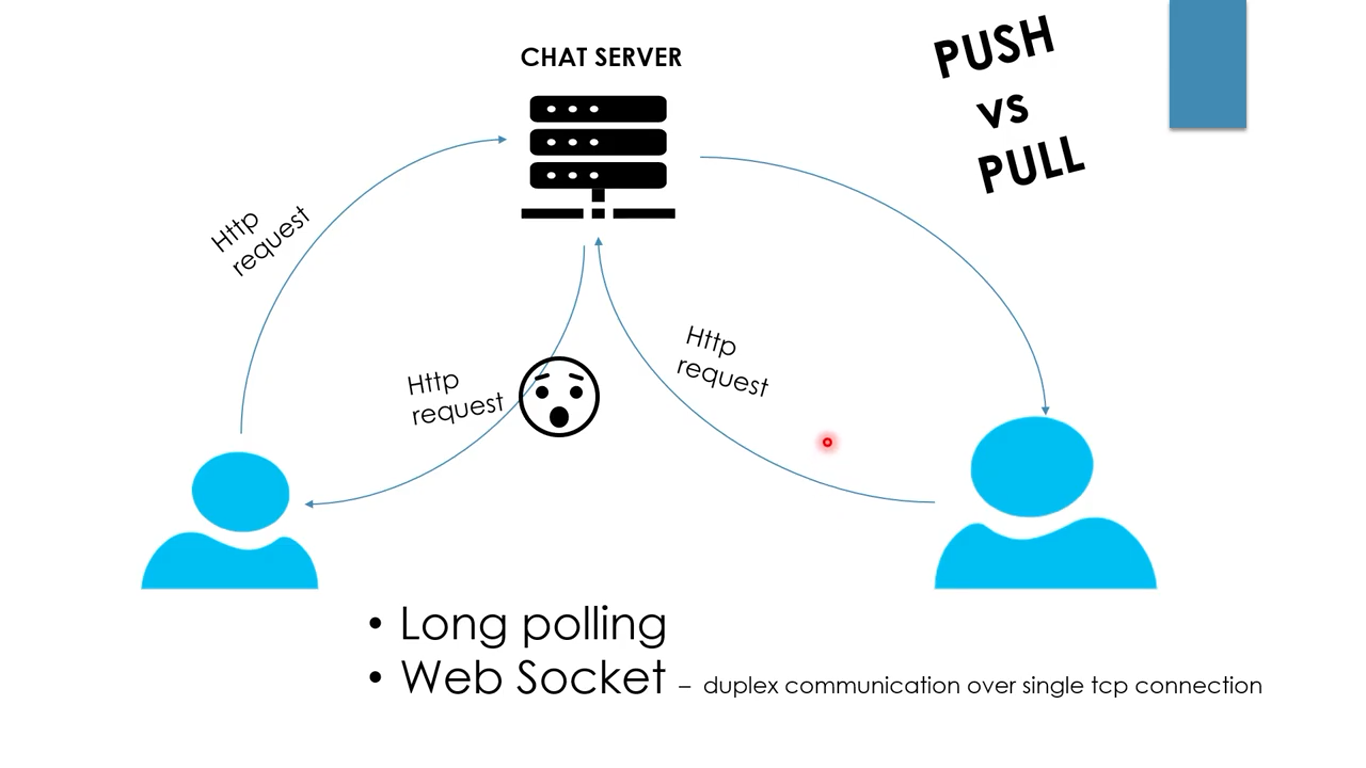 CHAT SERVER
PUSH
vs
PULL
Http
request
Http
request
Http
request
• Long polling
• Web Socket – duplex communication over single tcp connection